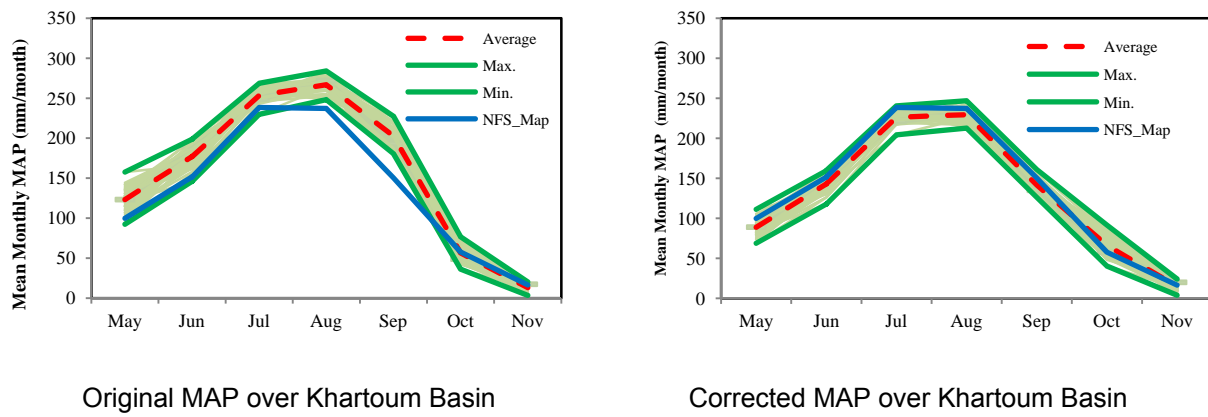 Mean Monthly MAP (mm/month)
350
300
250
200
150
100
50
0
May Jun Jul Aug Sep Oct Nov
Average
Max.
Min.
NFS_Map
Original MAP over Khartoum Basin
Mean Monthly MAP (mm/month)
350
300
250
200
150
100
50
0
May Jun Jul Aug Sep Oct Nov
Average
Max.
Min.
NFS_Map
Corrected MAP over Khartoum Basin